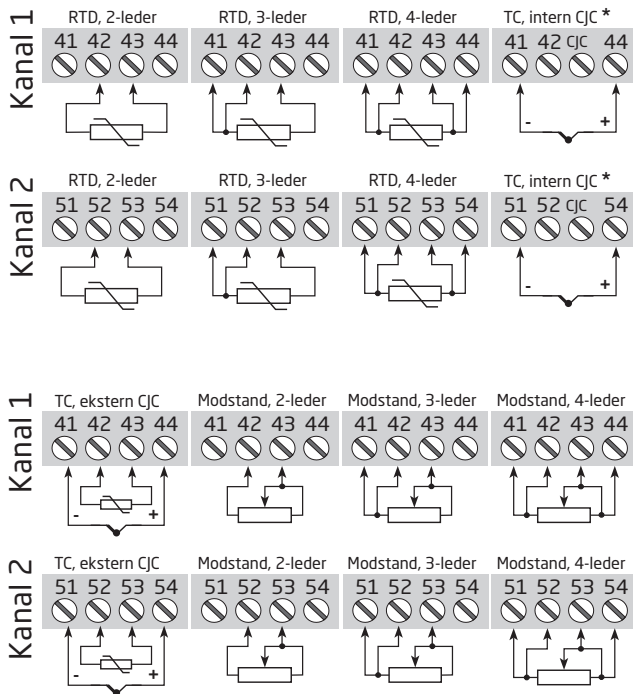 Kanal 1
RTD, 2-leder RTD, 3-leder RTD, 4-leder TC, intern CJC *
41 42 43 44 41 42 43 44 41 42 43 44 41 42 CJC 44
- +
Kanal 2
RTD, 2-leder RTD, 3-leder RTD, 4-leder TC, intern CJC *
51 52 53 54 51 52 53 54 51 52 53 54 51 52 CJC 54
- +
Kanal 1
TC, ekstern CJC Modstand, 2-leder Modstand, 3-leder Modstand, 4-leder
41 42 43 44 41 42 43 44 41 42 43 44 41 42 43 44
- +
Kanal 2
TC, ekstern CJC Modstand, 2-leder Modstand, 3-leder Modstand, 4-leder
51 52 53 54 51 52 53 54 51 52 53 54 51 52 53 54
- +